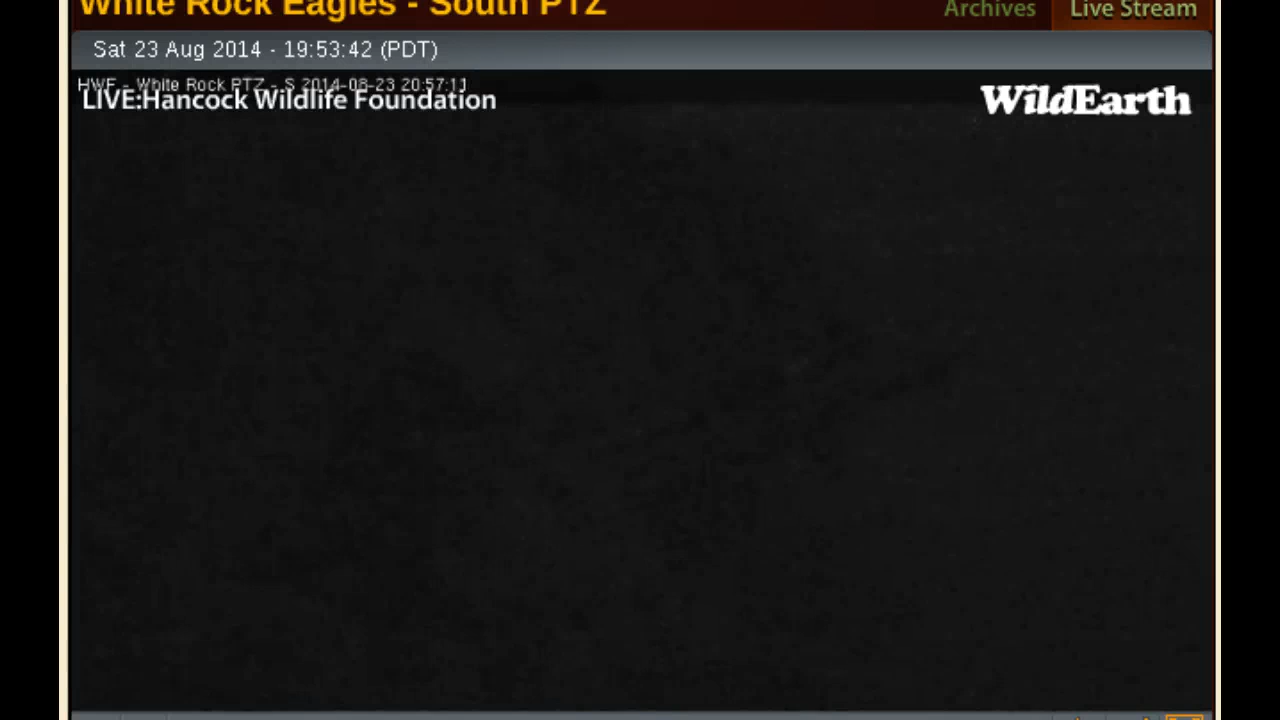 White Rock Eagles - South PTZ
Archives
Live Stream
Sat 23 Aug 2014 - 19:53:42 (PDT)
HWF - White Rock PTZ - S 2014-08-23 20:57:11
LIVE:Hancock Wildlife Foundation
WildEarth